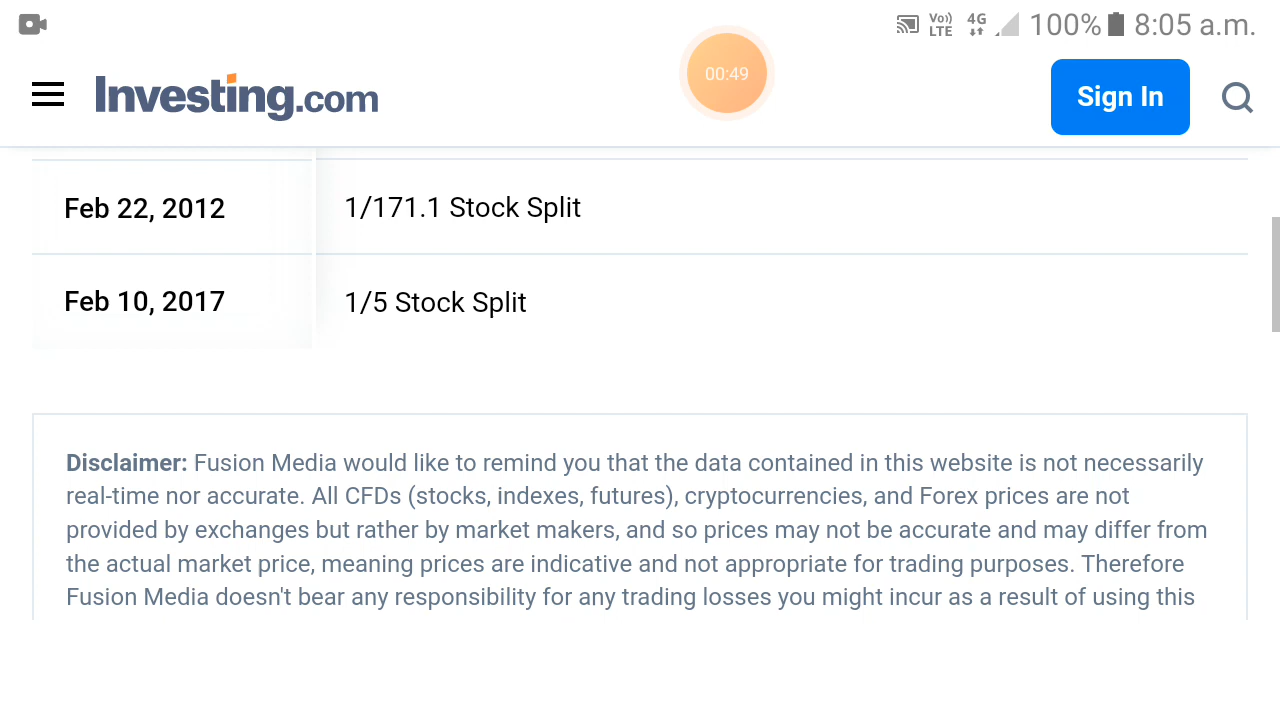 Vo)) LTE 4G 100% 8:05 a.m.
00:49
Investing.com
Sign In
Feb 22, 2012 1/171.1 Stock Split
Feb 10, 2017 1/5 Stock Split
Disclaimer: Fusion Media would like to remind you that the data contained in this website is not necessarily
real-time nor accurate. All CFDs (stocks, indexes, futures), cryptocurrencies, and Forex prices are not
provided by exchanges but rather by market makers, and so prices may not be accurate and may differ from
the actual market price, meaning prices are indicative and not appropriate for trading purposes. Therefore
Fusion Media doesn't bear any responsibility for any trading losses you might incur as a result of using this